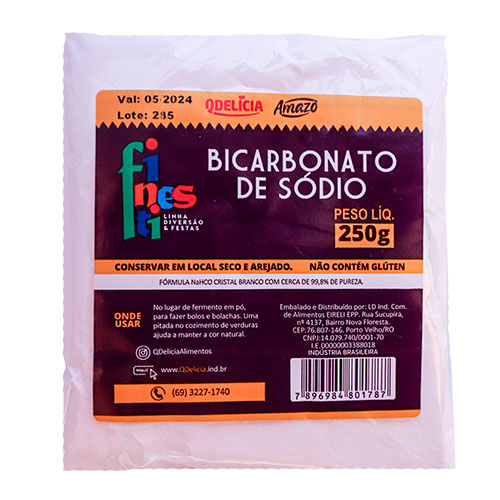 Val: 05/2024
Lote: 285
QDELÍCIA
Amazô
finesti
LINHA
DIVERSÃO
& FESTAS
BICARBONATO
DE SÓDIO
PESO LÍQ.
250g
CONSERVAR EM LOCAL SECO E AREJADO. NÃO CONTÉM GLÚTEN
FÓRMULA NaHCO CRISTAL BRANCO COM CERCA DE 99,8% DE PUREZA.
ONDE
USAR
No lugar de fermento em pó,
para fazer bolos e bolachas. Uma
pitada no cozimento de verduras
ajuda a manter a cor natural.
@QDeliciaAlimentos
www.QDelicia.ind.br
(69) 3227-1740
Embalado e Distribuído por: LD Ind. Com.
de Alimentos EIRELI EPP. Rua Sucupira,
nº 4137, Bairro Nova Floresta.
CEP:76.807-146. Porto Velho/RO
CNPJ:14.079.740/0001-70
I.E.00000003388018
INDÚSTRIA BRASILEIRA
7 896984 801787